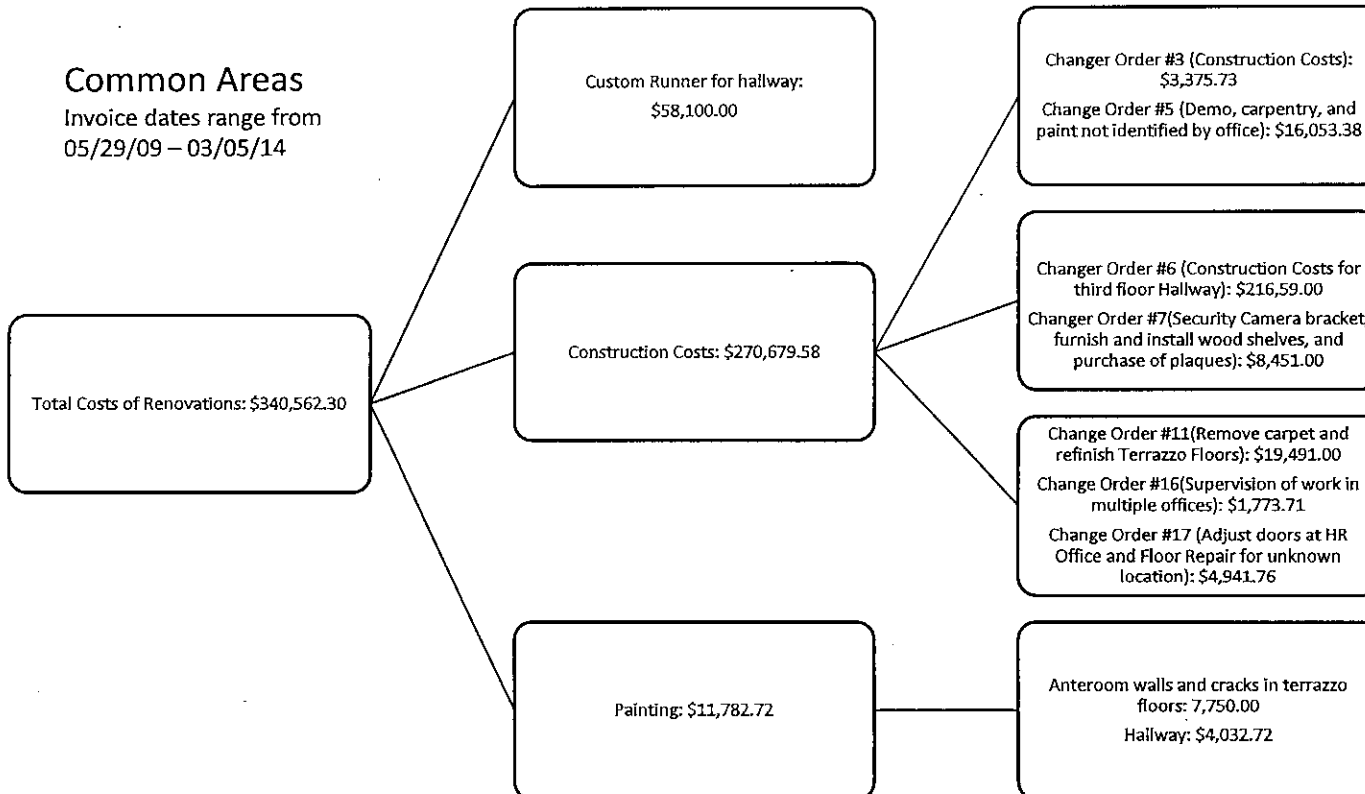 Common Areas
Invoice dates range from
05/29/09 – 03/05/14
Total Costs of Renovations: $340,562.30
Custom Runner for hallway:
$58,100.00
Construction Costs: $270,679.58
Painting: $11,782.72
Changer Order #3 (Construction Costs):
$3,375.73
Change Order #5 (Demo, carpentry, and
paint not identified by office): $16,053.38
Changer Order #6 (Construction Costs for
third floor Hallway): $216,59.00
Changer Order #7(Security Camera bracket,
furnish and install wood shelves, and
purchase of plaques): $8,451.00
Change Order #11(Remove carpet and
refinish Terrazzo Floors): $19,491.00
Change Order #16(Supervision of work in
multiple offices): $1,773.71
Change Order #17 (Adjust doors at HR
Office and Floor Repair for unknown
location): $4,941.76
Anteroom walls and cracks in terrazzo
floors: 7,750.00
Hallway: $4,032.72